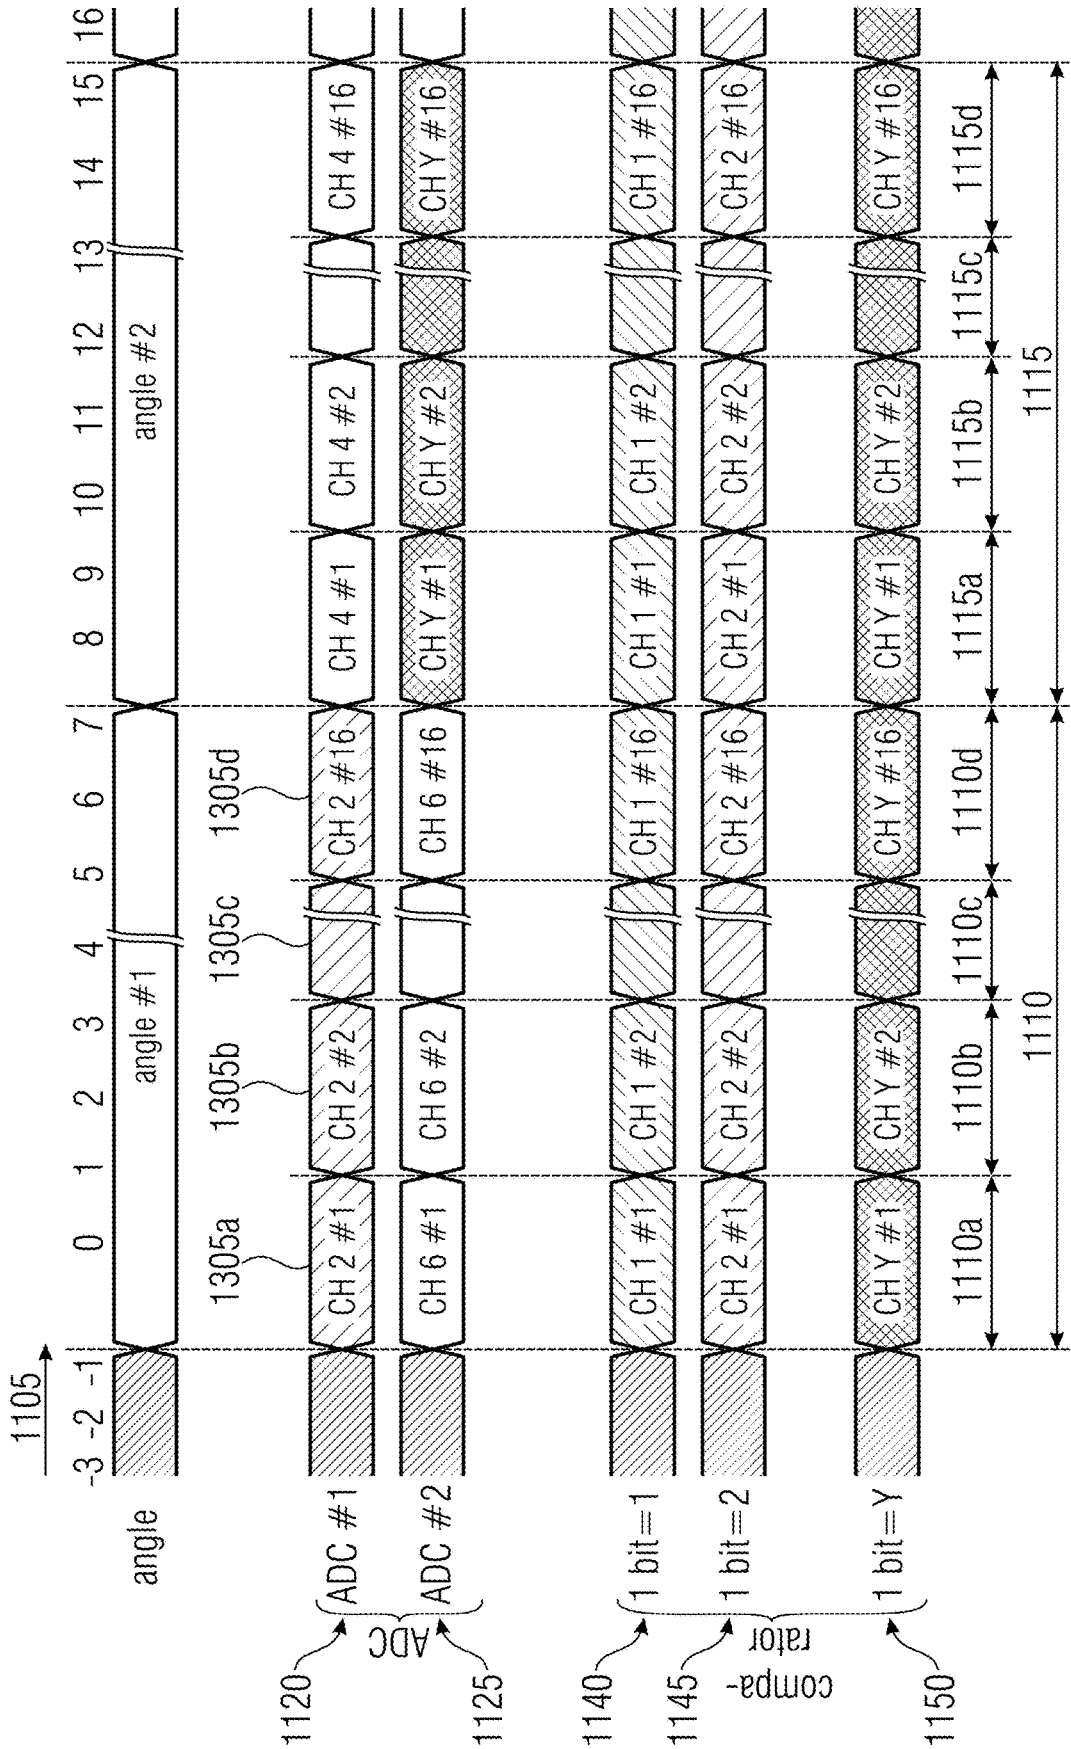 1105
-3 -2 -1 0 1 2 3 4 5 6 7 8 9 10 11 12 13 14 15 16
angle
angle #1
angle #2
1305a 1305b 1305c 1305d
1120
ADC #1
CH 2 #1 CH 2 #2 CH 2 #16 CH 4 #1 CH 4 #2 CH 4 #16
ADC
1125
ADC #2
CH 6 #1 CH 6 #2 CH 6 #16 CH Y #1 CH Y #2 CH Y #16
1140
1 bit=1
CH 1 #1 CH 1 #2 CH 1 #16 CH 1 #1 CH 1 #2 CH 1 #16
1145
1 bit=2
CH 2 #1 CH 2 #2 CH 2 #16 CH 2 #1 CH 2 #2 CH 2 #16
compa-
rator
1150
1 bit=Y
CH Y #1 CH Y #2 CH Y #16 CH Y #1 CH Y #2 CH Y #16
1110a 1110b 1110c 1110d 1115a 1115b 1115c 1115d
1110 1115